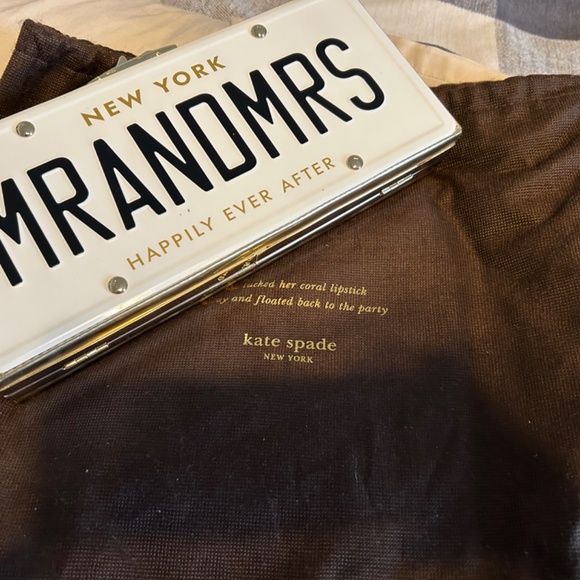 NEW YORK
MRANDMRS
HAPPILY EVER AFTER
her coral lipstick
and floated back to the party
kate spade
NEW YORK